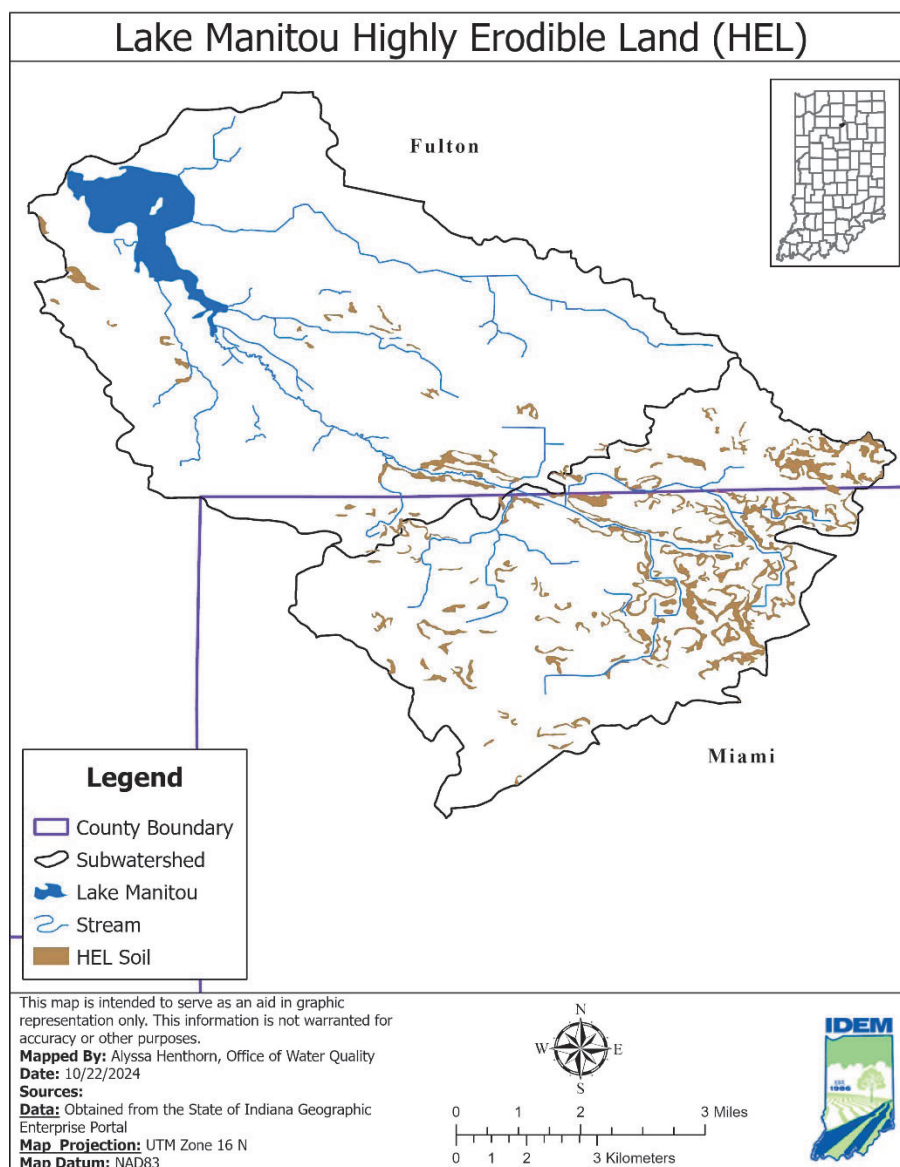 Lake Manitou Highly Erodible Land (HEL)
Fulton
Miami
Legend
County Boundary
Subwatershed
Lake Manitou
Stream
HEL Soil
This map is intended to serve as an aid in graphic
representation only. This information is not warranted for
accuracy or other purposes.
Mapped By: Alyssa Henthorn, Office of Water Quality
Date: 10/22/2024
Sources:
Data: Obtained from the State of Indiana Geographic
Enterprise Portal
Map Projection: UTM Zone 16 N
Map Datum: NAD83
N
W E
S
0 1 2 3 Miles
0 1 2 3 Kilometers
IDEM
EST.
1986